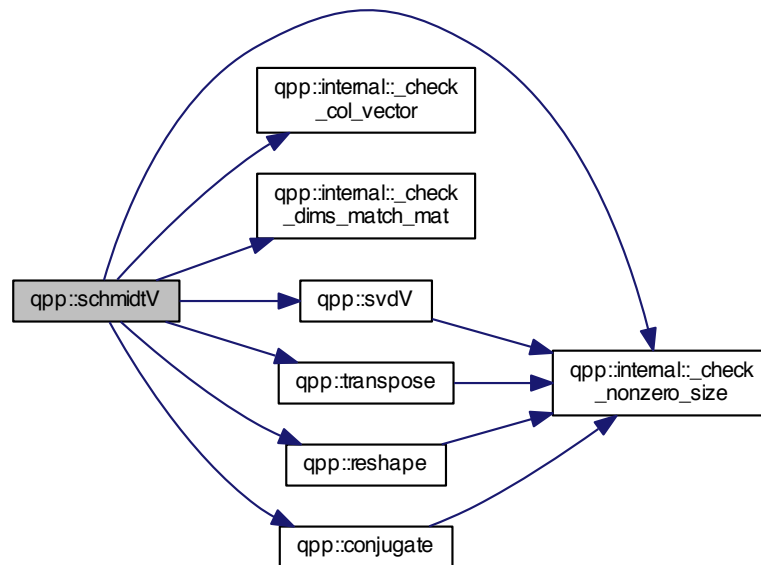 qpp::internal::_check
_col_vector
qpp::internal::_check
_dims_match_mat
qpp::schmidtV
qpp::svdV
qpp::transpose
qpp::internal::_check
_nonzero_size
qpp::reshape
qpp::conjugate